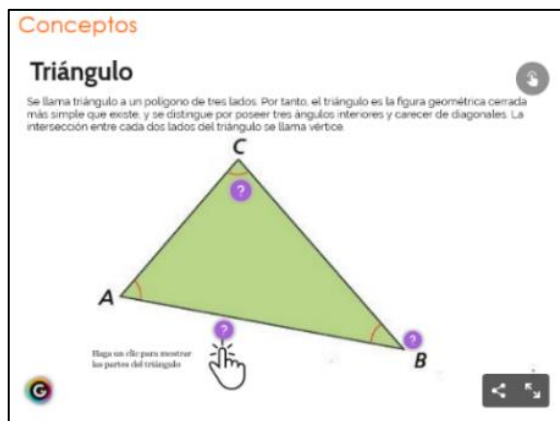 Conceptos
Triángulo
Se llama triángulo a un polígono de tres lados. Por tanto, el triángulo es la figura geométrica cerrada
más simple que existe, y se distingue por poseer tres ángulos interiores y carecer de diagonales. La
intersección entre cada dos lados del triángulo se llama vértice.
C
?
A
?
?
B
Haga un clic para mostrar
las partes del triángulo
G